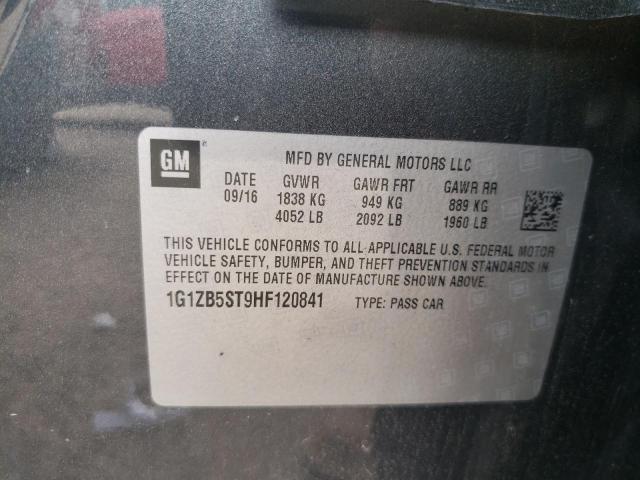 GM
MFD BY GENERAL MOTORS LLC
DATE GVWR GAWR FRT GAWR RR
09/16 1838 KG 949 KG 889 KG
4052 LB 2092 LB 1960 LB
THIS VEHICLE CONFORMS TO ALL APPLICABLE U.S. FEDERAL MOTOR
VEHICLE SAFETY, BUMPER, AND THEFT PREVENTION STANDARDS IN
EFFECT ON THE DATE OF MANUFACTURE SHOWN ABOVE.
1G1ZB5ST9HF120841 TYPE: PASS CAR